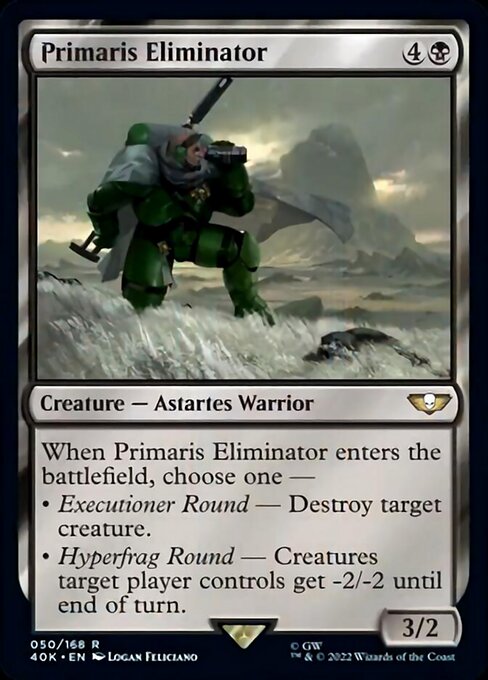 Primaris Eliminator 4
Creature — Astartes Warrior
When Primaris Eliminator enters the
battlefield, choose one —
• Executioner Round — Destroy target
creature.
• Hyperfrag Round — Creatures
target player controls get -2/-2 until
end of turn.
3/2
050/168 R
40K • EN Logan Feliciano
© GW
™ & © 2022 Wizards of the Coast